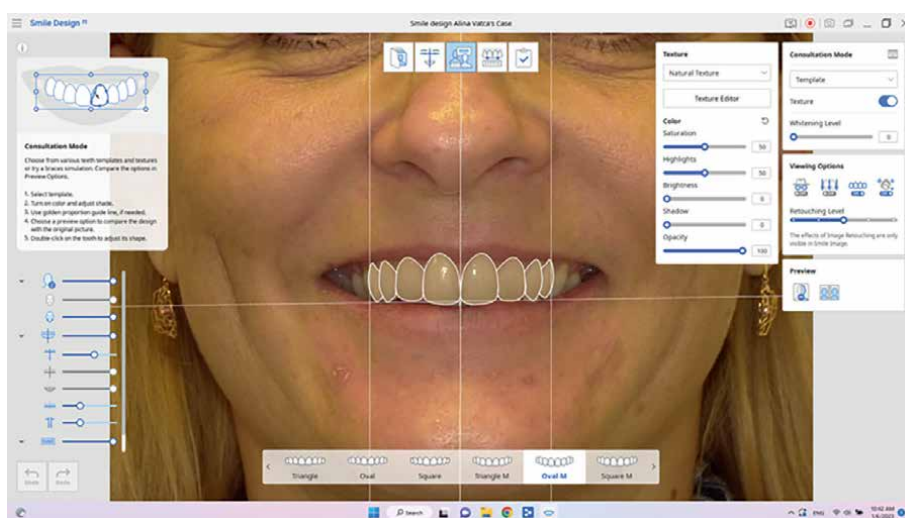 Smile Design
Smile design Alina Vatca's Case
Consultation Mode
Choose from various teeth templates and textures
or try a braces simulation. Compare the options in
Preview Options.
1. Select template.
2. Turn on color and adjust shade.
3. Use golden proportion guide line, if needed.
4. Choose a preview option to compare the design
with the original picture.
5. Double-click on the tooth to adjust its shape.
Undo
Redo
Texture
Natural Texture
Texture Editor
Color
Saturation
50
Highlights
50
Brightness
0
Shadow
0
Opacity
100
Consultation Mode
Template
Texture
Whitening Level
0
Viewing Options
Retouching Level
The effects of Image Retouching are only
visible in Smile Image.
Preview
Triangle
Oval
Square
Triangle M
Oval M
Square M
Search
ENG
10:42 AM